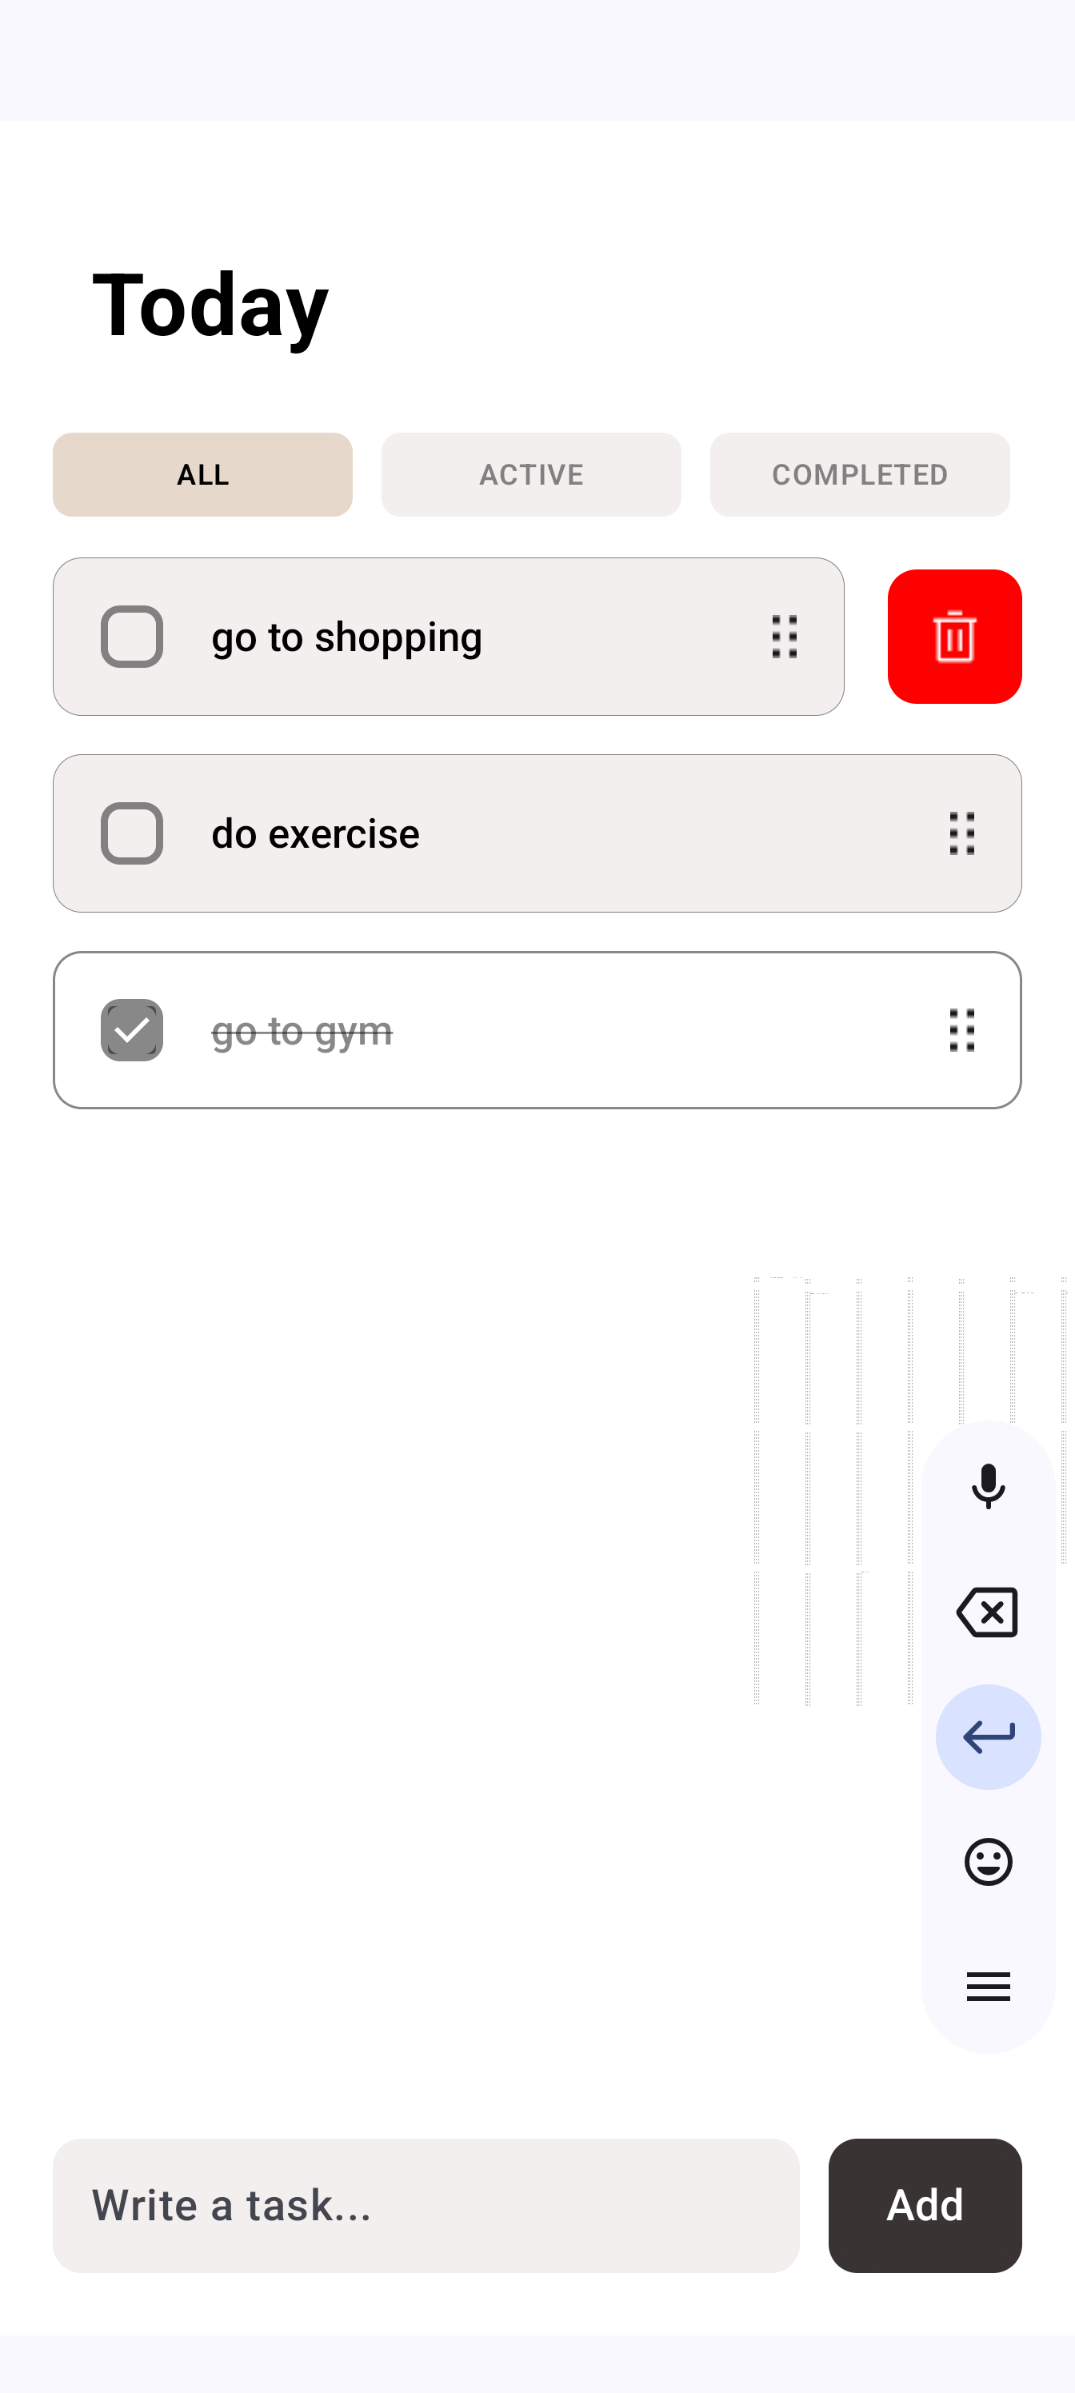 Today
ALL
ACTIVE
COMPLETED
go to shopping
do exercise
go to gym
Write a task...
Add